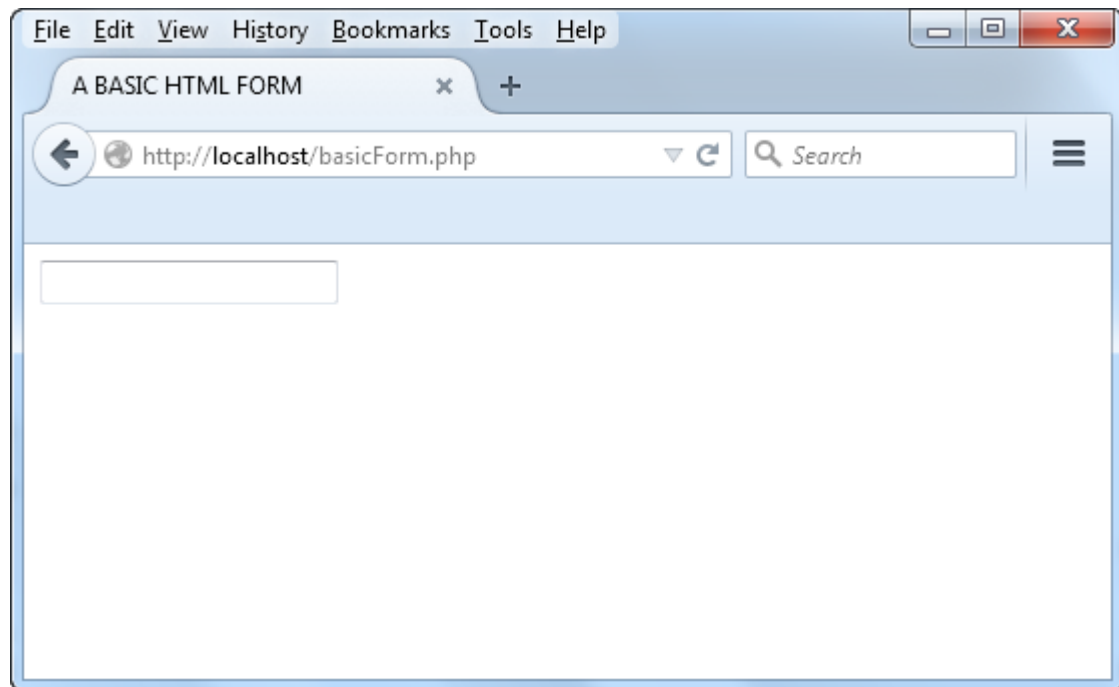 File Edit View History Bookmarks Tools Help
A BASIC HTML FORM
http://localhost/basicForm.php
Search